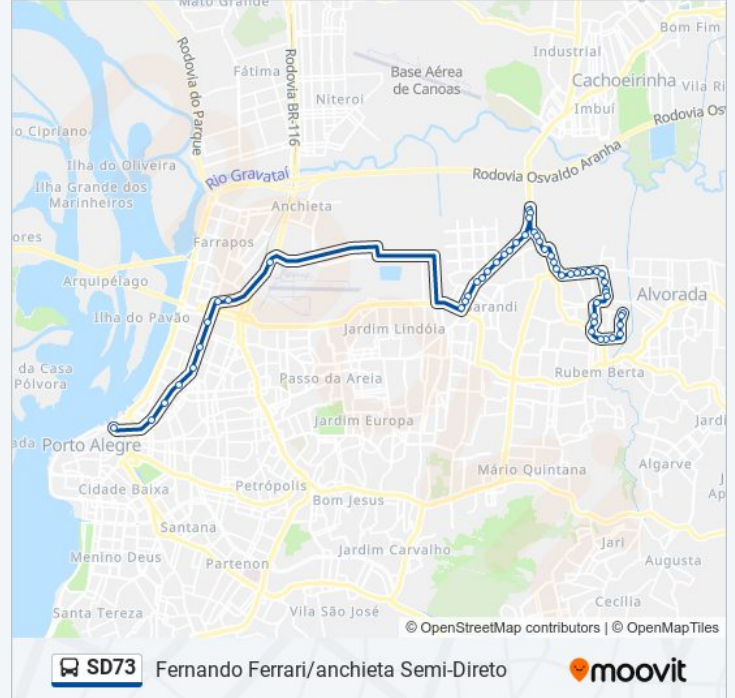 Mato Grande
Bom Fim
Rodovia do Parque
Fátima
Rodovia BR-116
Base Aérea
de Canoas
Industrial
Cachoeirinha
Niteroi
Imbuí
Vila Ri
lo Cipriano
Rodovia Os
Ilha do Oliveira
Rio Gravataí
Rodovia Osvaldo Aranha
Ilha Grande dos
Marinheiros
Anchieta
ores
Farrapos
Arquipélago
Alvorada
Ilha do Pavão
arandi
Jardim Lindóia
da Casa
Pólvora
Passo da Areia
Rubem Berta
Jardim Europa
Jardi
ada
Porto Alegre
Mário Quintana
Algarve
Cidade Baixa
Petrópolis
Bom Jesus
J
Ap
Santana
Jardim Carvalho
Jari
Menino Deus
Partenon
Augusta
Cecília
Santa Tereza
Vila São José
© OpenStreetMap contributors | © OpenMapTiles
SD73
Fernando Ferrari/anchieta Semi-Direto
moovit